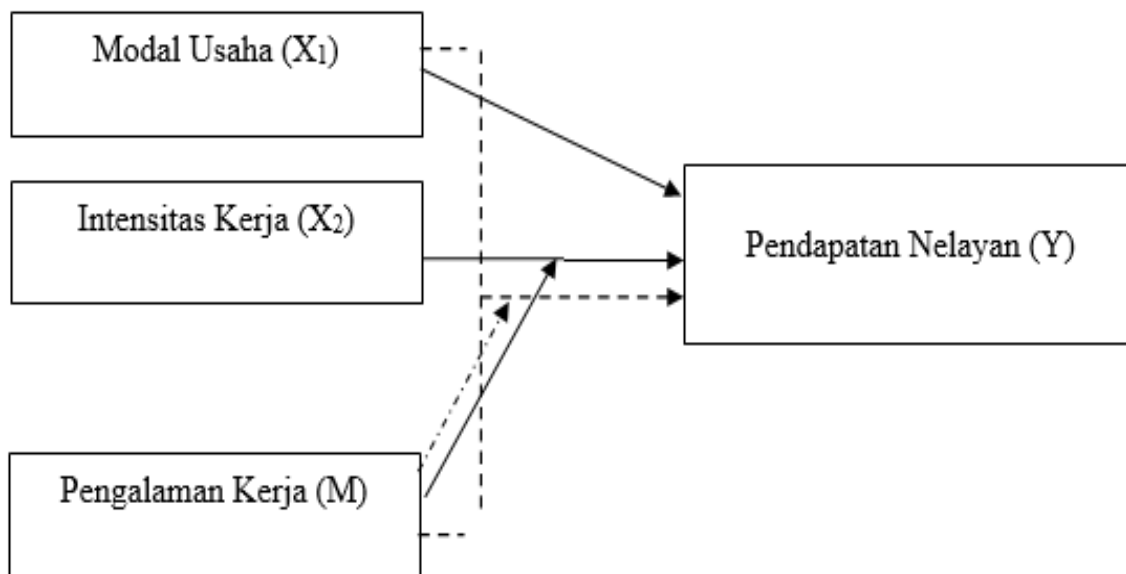 Modal Usaha (X₁)
Intensitas Kerja (X₂)
Pendapatan Nelayan (Y)
Pengalaman Kerja (M)